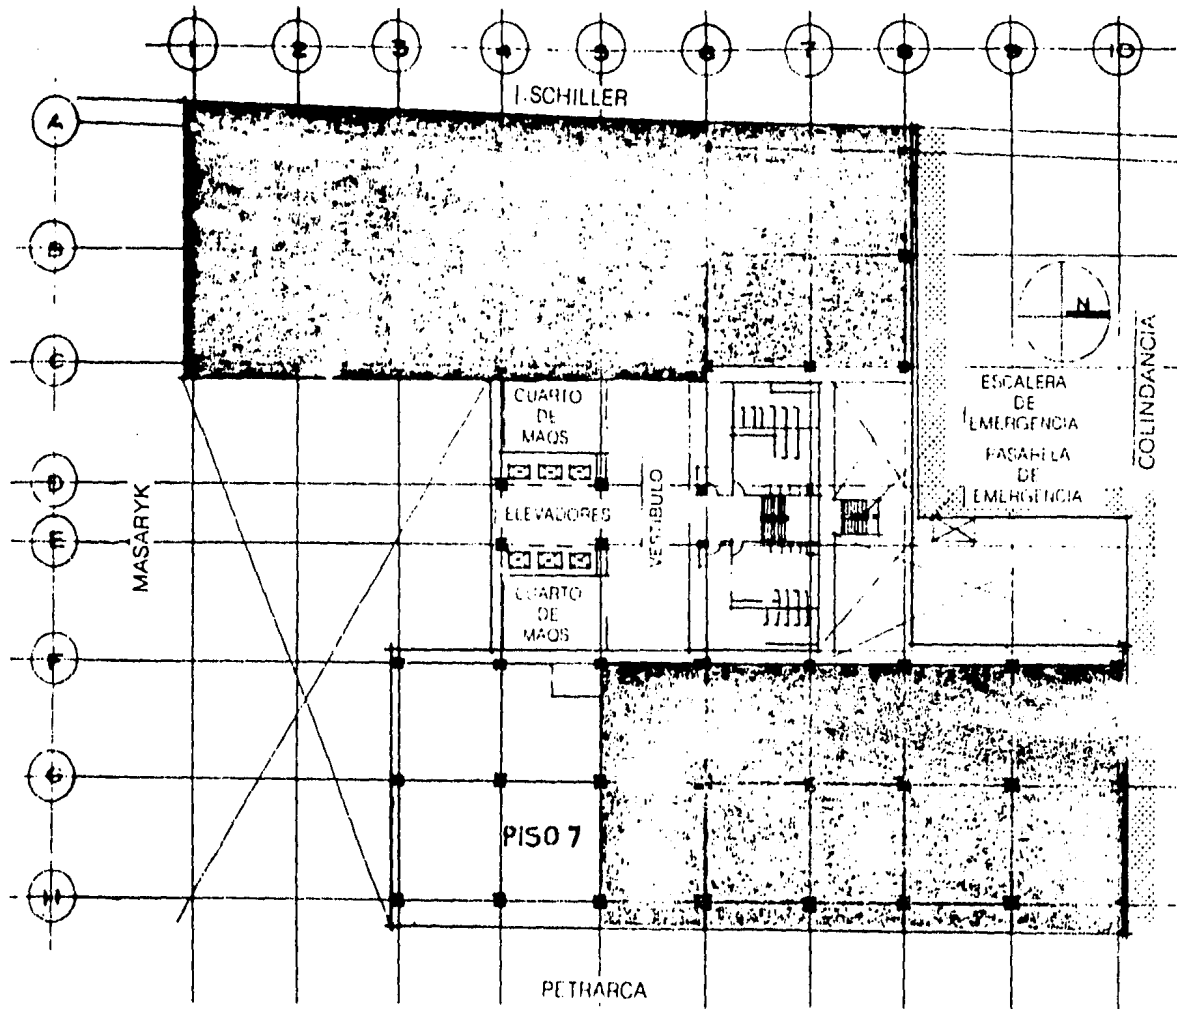 1 2 3 4 5 6 7 8 9 10
SCHILLER
A
B
C
D
E
F
G
H
MASARYK
CUARTO
DE
MAQS
ELEVADORES
CUARTO
DE
MAQS
VESTIBULO
N
COLINDANCIA
ESCALERA
DE
EMERGENCIA
PASARELA
DE
EMERGENCIA
PISO 7
PETRARCA